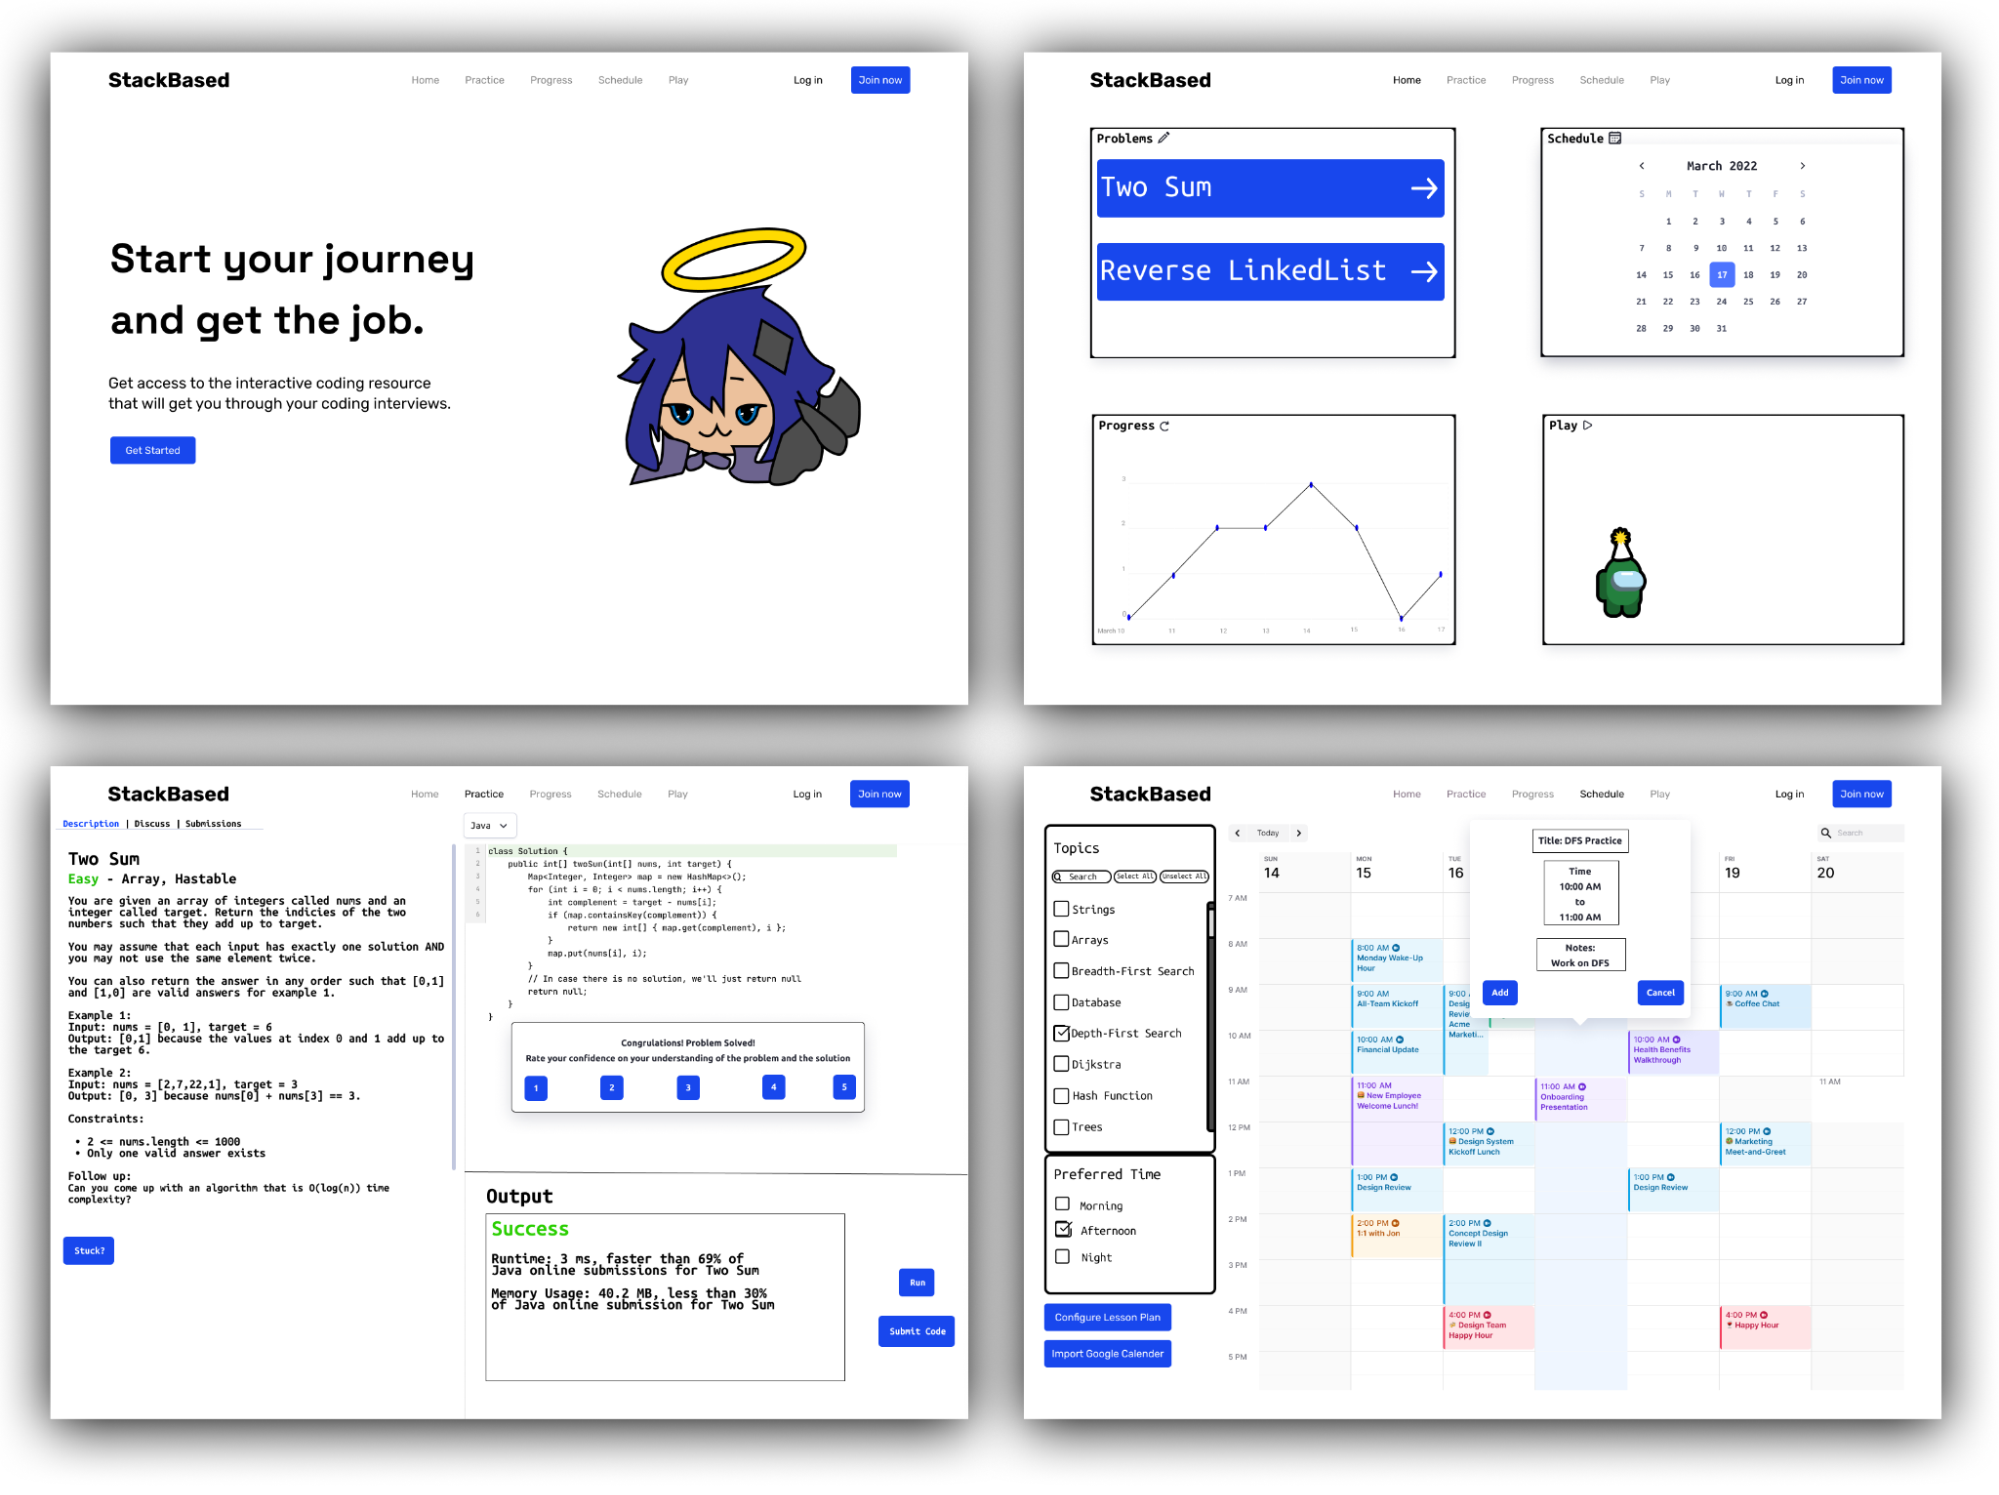 StackBased
Home Practice Progress Schedule Play
Log in
Join now
Start your journey
and get the job.
Get access to the interactive coding resource
that will get you through your coding interviews.
Get Started
StackBased
Home Practice Progress Schedule Play
Log in
Join now
Problems
Two Sum
Reverse LinkedList
Schedule
March 2022
S M T W T F S
1 2 3 4 5 6
7 8 9 10 11 12 13
14 15 16 17 18 19 20
21 22 23 24 25 26 27
28 29 30 31
Progress
3
2
1
0
March 10 11 12 13 14 15 16 17
Play
StackBased
Home Practice Progress Schedule Play
Log in
Join now
Description | Discuss | Submissions
Two Sum
Easy - Array, Hastable
You are given an array of integers called nums and an
integer called target. Return the indicies of the two
numbers such that they add up to target.
You may assume that each input has exactly one solution AND
you may not use the same element twice.
You can also return the answer in any order such that [0,1]
and [1,0] are valid answers for example 1.
Example 1:
Input: nums = [0, 1], target = 6
Output: [0,1] because the values at index 0 and 1 add up to
the target 6.
Example 2:
Input: nums = [2,7,22,1], target = 3
Output: [0, 3] because nums[0] + nums[3] == 3.
Constraints:
• 2 <= nums.length <= 1000
• Only one valid answer exists
Follow up:
Can you come up with an algorithm that is O(log(n)) time
complexity?
Stuck?
Java
1 class Solution {
2 public int[] twoSum(int[] nums, int target) {
3 Map<Integer, Integer> map = new HashMap<>();
4 for (int i = 0; i < nums.length; i++) {
5 int complement = target - nums[i];
6 if (map.containsKey(complement)) {
return new int[] { map.get(complement), i };
}
map.put(nums[i], i);
}
// In case there is no solution, we'll just return null
return null;
}
}
Congrulations! Problem Solved!
Rate your confidence on your understanding of the problem and the solution
1 2 3 4 5
Output
Success
Runtime: 3 ms, faster than 69% of
Java online submissions for Two Sum
Memory Usage: 40.2 MB, less than 30%
of Java online submission for Two Sum
Run
Submit Code
StackBased
Home Practice Progress Schedule Play
Log in
Join now
Topics
Search Select All Unselect All
Strings
Arrays
Breadth-First Search
Database
Depth-First Search
Dijkstra
Hash Function
Trees
Preferred Time
Morning
Afternoon
Night
Configure Lesson Plan
Import Google Calender
Today
Search
Title: DFS Practice
Time
10:00 AM
to
11:00 AM
Notes:
Work on DFS
Add
Cancel
SUN MON TUE FRI SAT
14 15 16 19 20
7 AM
8 AM
9 AM
10 AM
11 AM
12 PM
1 PM
2 PM
3 PM
4 PM
5 PM
8:00 AM
Monday Wake-Up
Hour
9:00 AM
All-Team Kickoff
10:00 AM
Financial Update
11:00 AM
New Employee
Welcome Lunch!
1:00 PM
Design Review
2:00 PM
1:1 with Jon
9:00
Desig
Revie
Acme
Marketi...
12:00 PM
Design System
Kickoff Lunch
2:00 PM
Concept Design
Review II
4:00 PM
Design Team
Happy Hour
11:00 AM
Onboarding
Presentation
10:00 AM
Health Benefits
Walkthrough
1:00 PM
Design Review
9:00 AM
Coffee Chat
12:00 PM
Marketing
Meet-and-Greet
4:00 PM
Happy Hour
11 AM